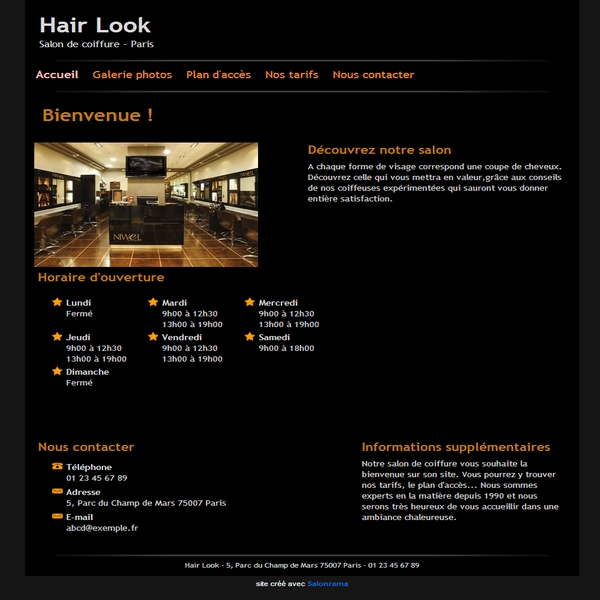 Hair Look
Salon de coiffure - Paris
Accueil Galerie photos Plan d'accès Nos tarifs Nous contacter
Bienvenue !
NIWEL
Découvrez notre salon
A chaque forme de visage correspond une coupe de cheveux.
Découvrez celle qui vous mettra en valeur,grâce aux conseils
de nos coiffeuses expérimentées qui sauront vous donner
entière satisfaction.
Horaire d'ouverture
Lundi
Fermé
Mardi
9h00 à 12h30
13h00 à 19h00
Mercredi
9h00 à 12h30
13h00 à 19h00
Jeudi
9h00 à 12h30
13h00 à 19h00
Vendredi
9h00 à 12h30
13h00 à 19h00
Samedi
9h00 à 18h00
Dimanche
Fermé
Nous contacter
Téléphone
01 23 45 67 89
Adresse
5, Parc du Champ de Mars 75007 Paris
E-mail
abcd@exemple.fr
Informations supplémentaires
Notre salon de coiffure vous souhaite la
bienvenue sur son site. Vous pourrez y trouver
nos tarifs, le plan d'accès... Nous sommes
experts en la matière depuis 1990 et nous
serons très heureux de vous accueillir dans une
ambiance chaleureuse.
Hair Look - 5, Parc du Champ de Mars 75007 Paris - 01 23 45 67 89
site créé avec Salonrama